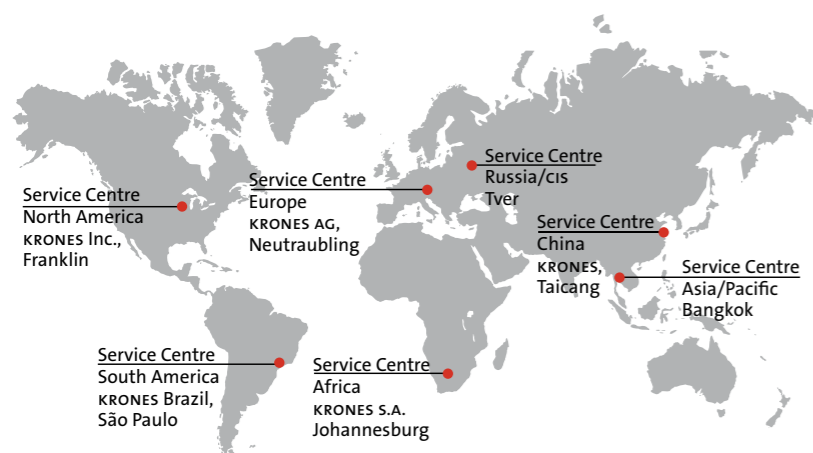 Service Centre
Russia/CIS
Tver
Service Centre
Europe
KRONES AG,
Neutraubling
Service Centre
North America
KRONES Inc.,
Franklin
Service Centre
China
KRONES,
Taicang
Service Centre
Asia/Pacific
Bangkok
Service Centre
South America
KRONES Brazil,
São Paulo
Service Centre
Africa
KRONES S.A.
Johannesburg